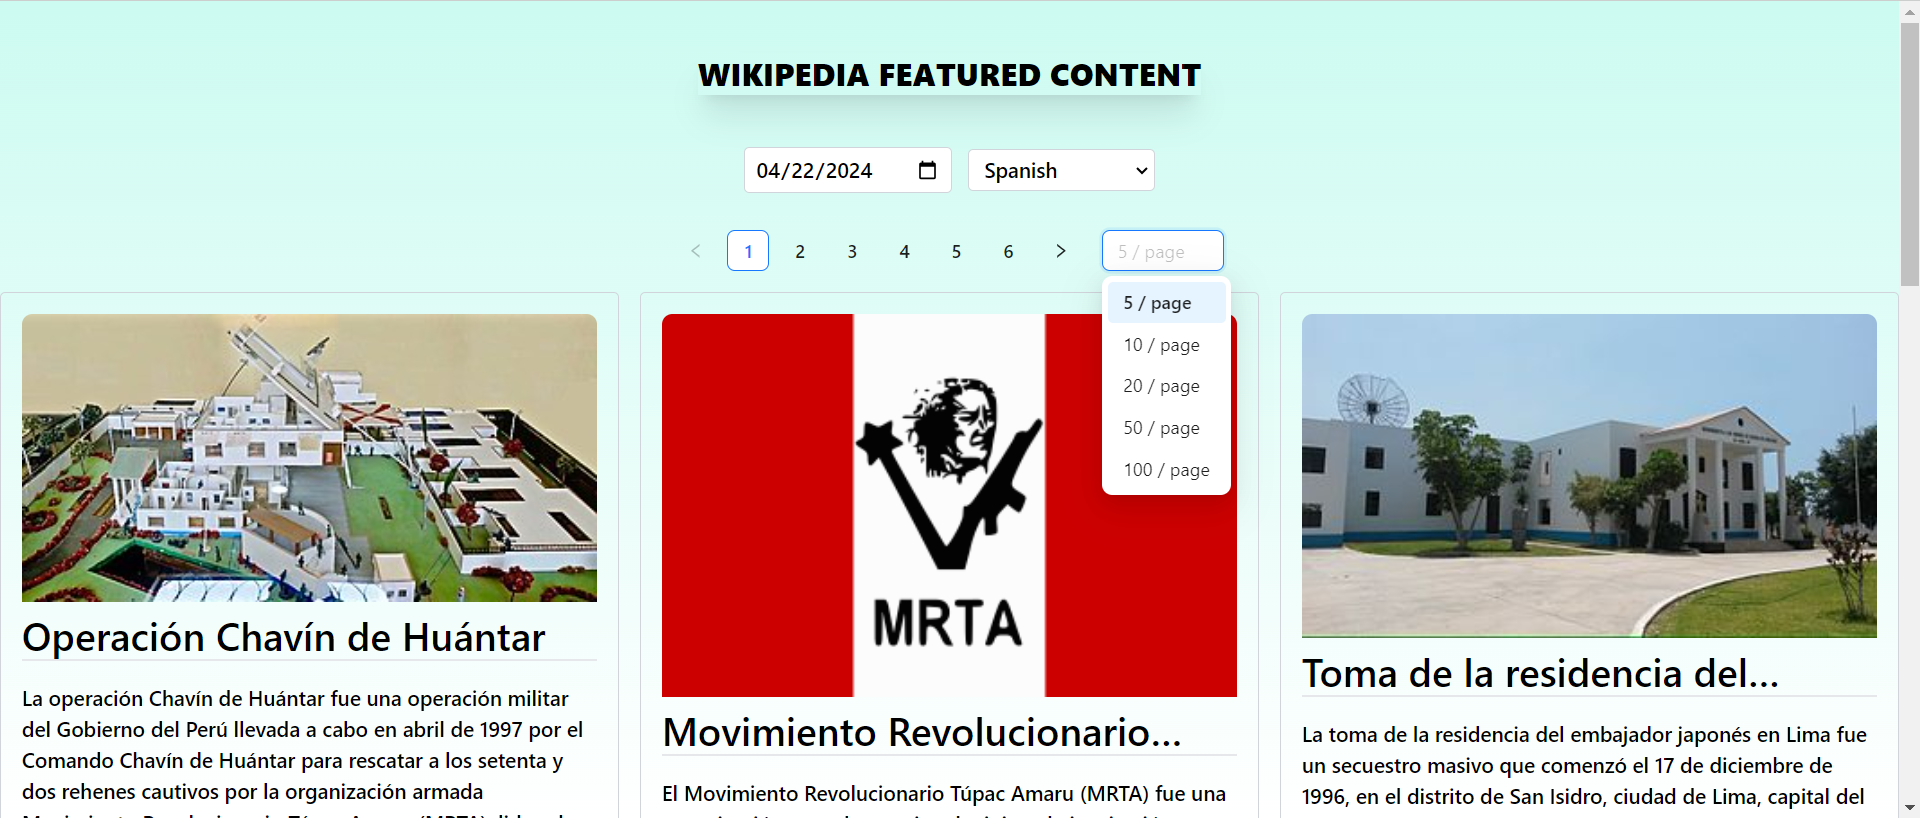 WIKIPEDIA FEATURED CONTENT
04/22/2024
Spanish
1 2 3 4 5 6
5 / page
5 / page
10 / page
20 / page
50 / page
100 / page
MRTA
Operación Chavín de Huántar
La operación Chavín de Huántar fue una operación militar
del Gobierno del Perú llevada a cabo en abril de 1997 por el
Comando Chavín de Huántar para rescatar a los setenta y
dos rehenes cautivos por la organización armada
Movimiento Revolucionario...
El Movimiento Revolucionario Túpac Amaru (MRTA) fue una
Toma de la residencia del...
La toma de la residencia del embajador japonés en Lima fue
un secuestro masivo que comenzó el 17 de diciembre de
1996, en el distrito de San Isidro, ciudad de Lima, capital del